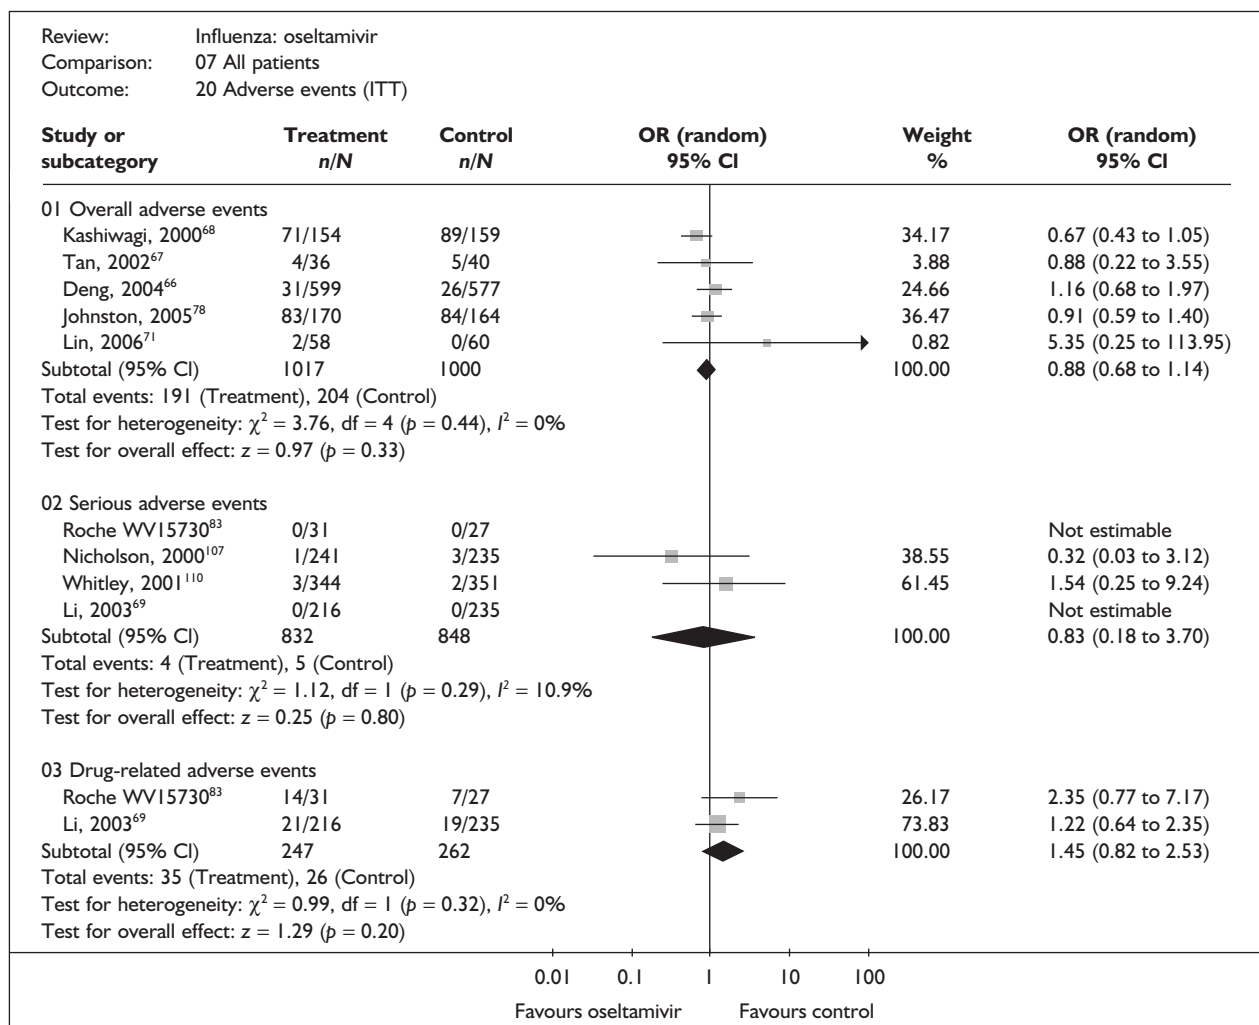 Review: Influenza: oseltamivir
Comparison: 07 All patients
Outcome: 20 Adverse events (ITT)
Study or Treatment Control OR (random) Weight OR (random)
subcategory n/N n/N 95% CI % 95% CI
01 Overall adverse events
Kashiwagi, 2000⁶⁸ 71/154 89/159 34.17 0.67 (0.43 to 1.05)
Tan, 2002⁶⁷ 4/36 5/40 3.88 0.88 (0.22 to 3.55)
Deng, 2004⁶⁶ 31/599 26/577 24.66 1.16 (0.68 to 1.97)
Johnston, 2005⁷⁸ 83/170 84/164 36.47 0.91 (0.59 to 1.40)
Lin, 2006⁷¹ 2/58 0/60 0.82 5.35 (0.25 to 113.95)
Subtotal (95% CI) 1017 1000 100.00 0.88 (0.68 to 1.14)
Total events: 191 (Treatment), 204 (Control)
Test for heterogeneity: χ² = 3.76, df = 4 (p = 0.44), I² = 0%
Test for overall effect: z = 0.97 (p = 0.33)
02 Serious adverse events
Roche WV15730⁸³ 0/31 0/27 Not estimable
Nicholson, 2000¹⁰⁷ 1/241 3/235 38.55 0.32 (0.03 to 3.12)
Whitley, 2001¹¹⁰ 3/344 2/351 61.45 1.54 (0.25 to 9.24)
Li, 2003⁶⁹ 0/216 0/235 Not estimable
Subtotal (95% CI) 832 848 100.00 0.83 (0.18 to 3.70)
Total events: 4 (Treatment), 5 (Control)
Test for heterogeneity: χ² = 1.12, df = 1 (p = 0.29), I² = 10.9%
Test for overall effect: z = 0.25 (p = 0.80)
03 Drug-related adverse events
Roche WV15730⁸³ 14/31 7/27 26.17 2.35 (0.77 to 7.17)
Li, 2003⁶⁹ 21/216 19/235 73.83 1.22 (0.64 to 2.35)
Subtotal (95% CI) 247 262 100.00 1.45 (0.82 to 2.53)
Total events: 35 (Treatment), 26 (Control)
Test for heterogeneity: χ² = 0.99, df = 1 (p = 0.32), I² = 0%
Test for overall effect: z = 1.29 (p = 0.20)
0.01 0.1 1 10 100
Favours oseltamivir Favours control